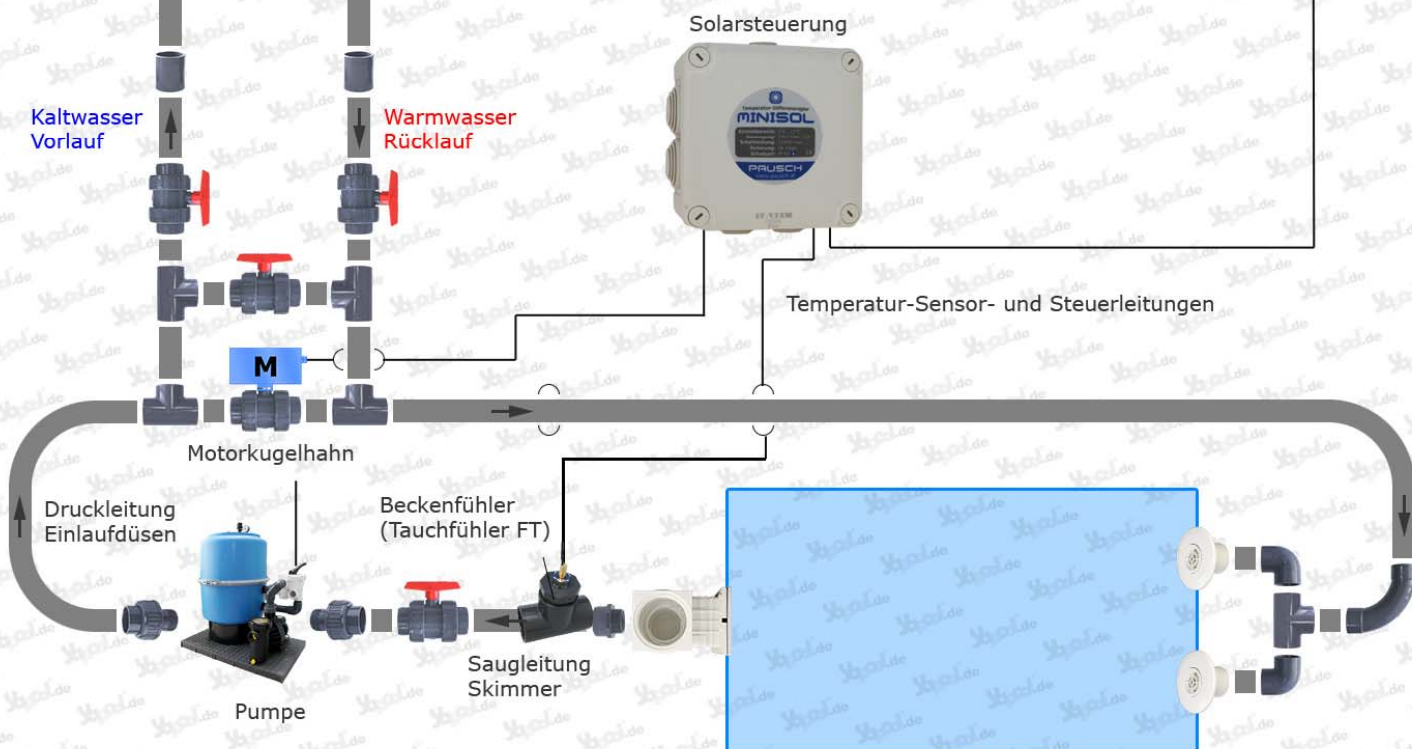 Solarsteuerung
Kaltwasser
Vorlauf
Warmwasser
Rücklauf
MINISOL
PAUSCH
Temperatur-Sensor- und Steuerleitungen
M
Motorkugelhahn
Druckleitung
Einlaufdüsen
Beckenfühler
(Tauchfühler FT)
Saugleitung
Skimmer
Pumpe